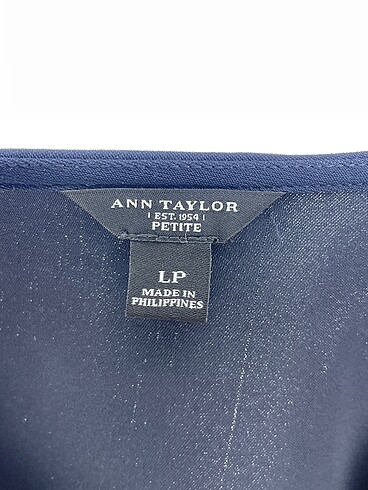 ANN TAYLOR
| EST. 1954 |
PETITE
LP
MADE IN
PHILIPPINES